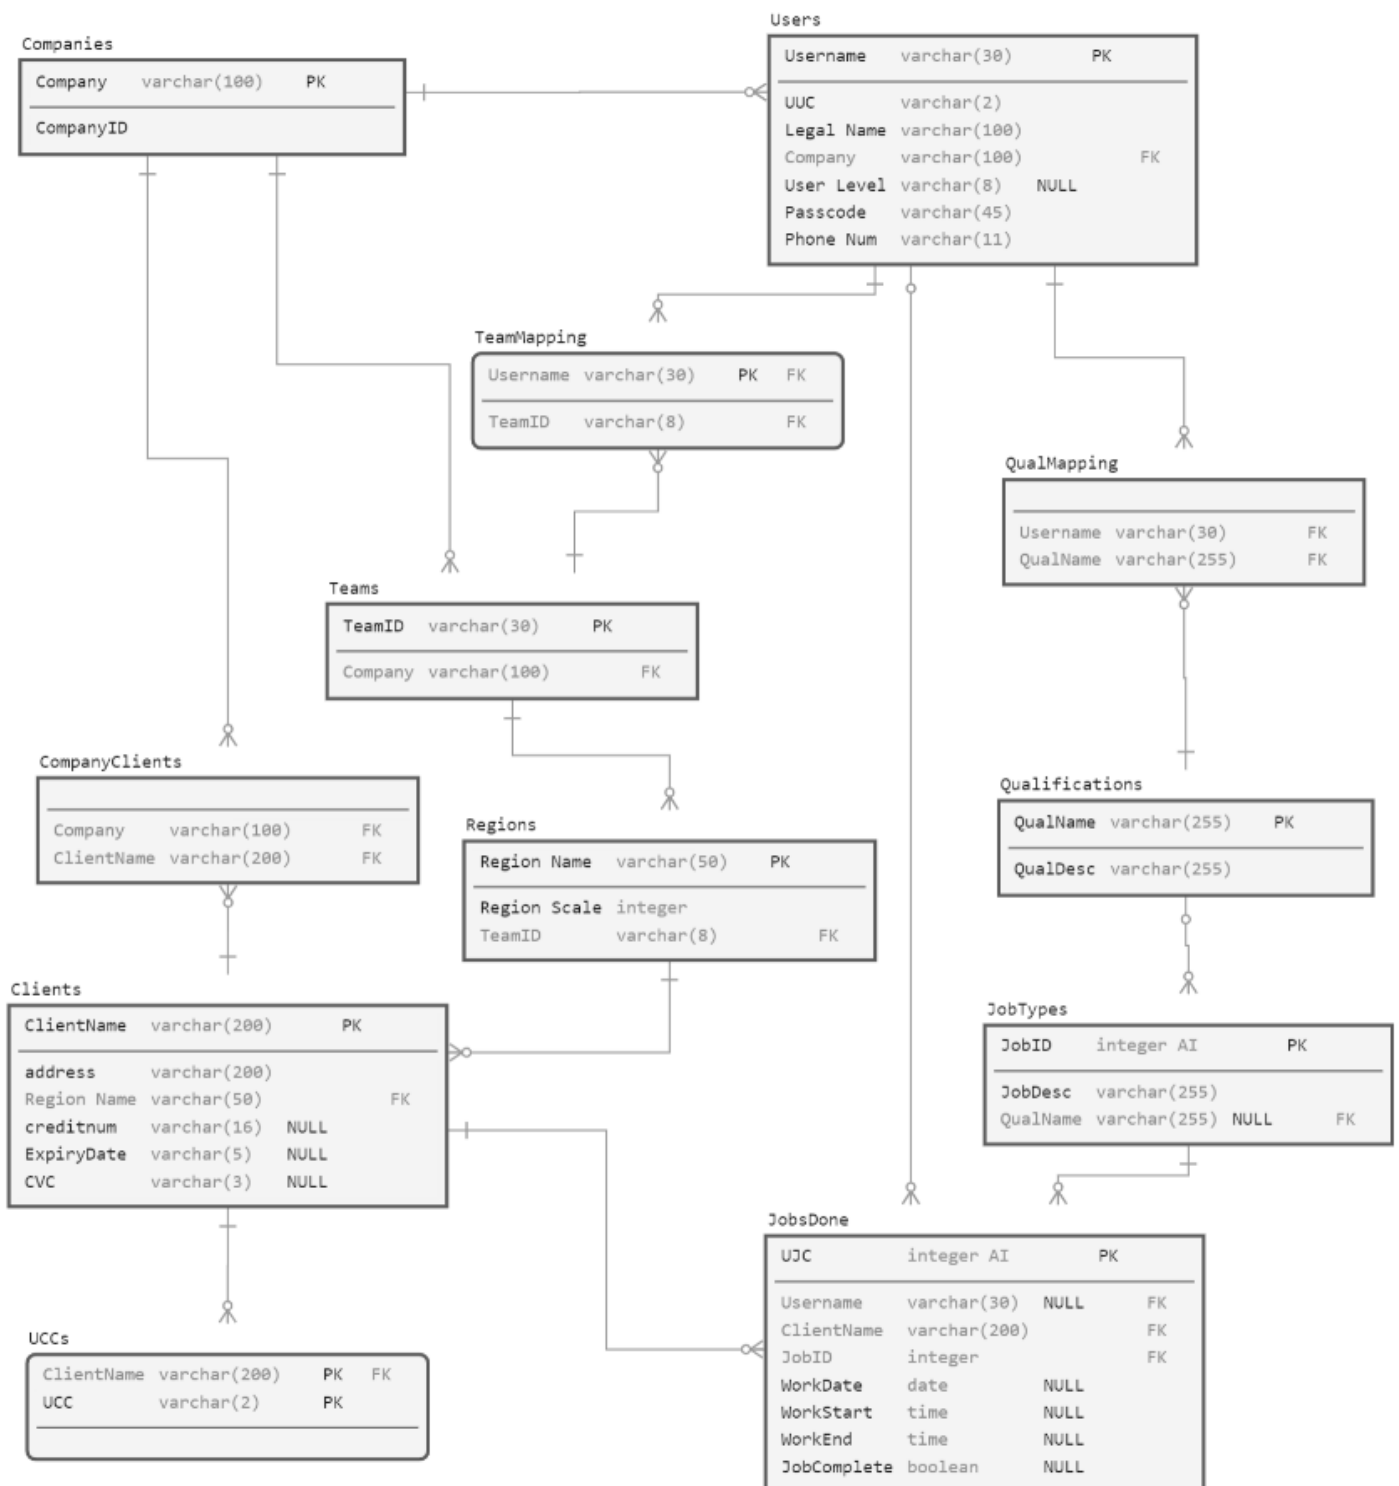 Users
Username varchar(30) PK
UUC varchar(2)
Legal Name varchar(100)
Company varchar(100) FK
User Level varchar(8) NULL
Passcode varchar(45)
Phone Num varchar(11)
Companies
Company varchar(100) PK
CompanyID
TeamMapping
Username varchar(30) PK FK
TeamID varchar(8) FK
QualMapping
Username varchar(30) FK
QualName varchar(255) FK
Teams
TeamID varchar(30) PK
Company varchar(100) FK
CompanyClients
Company varchar(100) FK
ClientName varchar(200) FK
Regions
Region Name varchar(50) PK
Region Scale integer
TeamID varchar(8) FK
Qualifications
QualName varchar(255) PK
QualDesc varchar(255)
Clients
ClientName varchar(200) PK
address varchar(200)
Region Name varchar(50) FK
creditnum varchar(16) NULL
ExpiryDate varchar(5) NULL
CVC varchar(3) NULL
JobTypes
JobID integer AI PK
JobDesc varchar(255)
QualName varchar(255) NULL FK
UCCs
ClientName varchar(200) PK FK
UCC varchar(2) PK
JobsDone
UJC integer AI PK
Username varchar(30) NULL FK
ClientName varchar(200) FK
JobID integer FK
WorkDate date NULL
WorkStart time NULL
WorkEnd time NULL
JobComplete boolean NULL